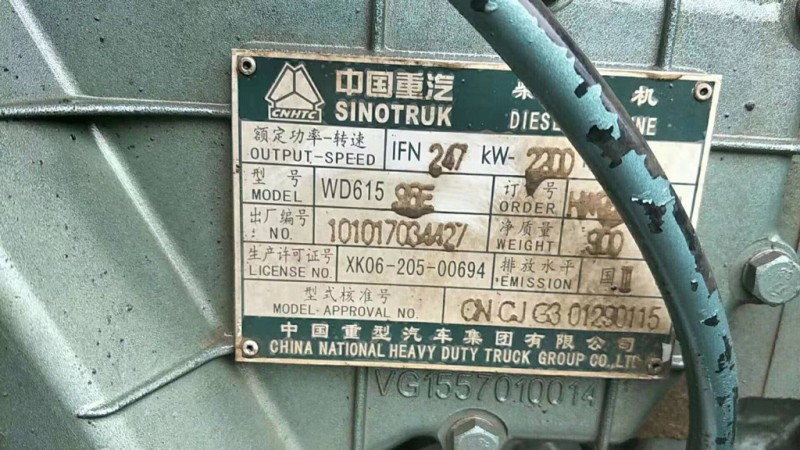 中国重汽 柴 机
CNHTC SINOTRUK DIESEL
额定功率-转速
OUTPUT-SPEED IFN 247 kW- 2200
型 号
MODEL WD615
订
ORDER
出厂编号
: NO. 101017034427
净质量
WEIGHT 900
生产许可证号
LICENSE NO. XK06-205-00694
排放水平
EMISSION 国Ⅱ
型式核准号
MODEL-APPROVAL NO. CN CJ G3 01290115
中国重型汽车集团有限公司
CHINA NATIONAL HEAVY DUTY TRUCK GROUP CO.,LTD
VG1557010014